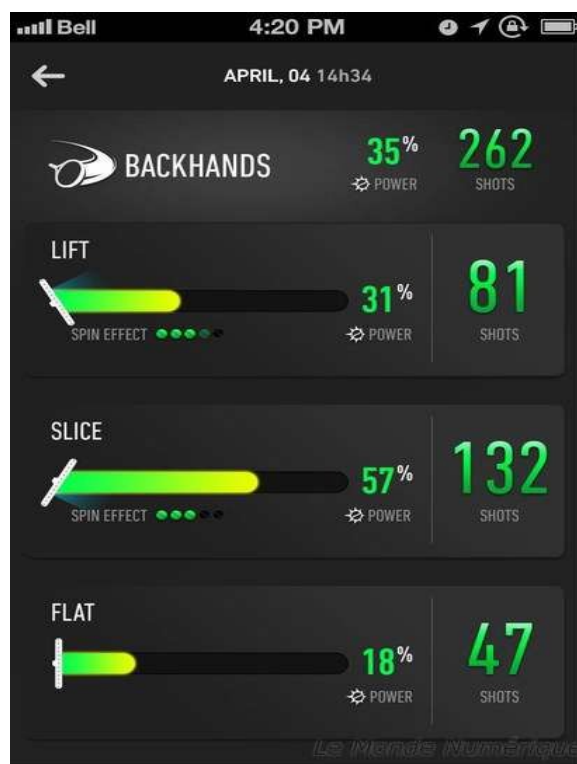 Bell 4:20 PM
APRIL, 04 14h34
BACKHANDS 35% 262
POWER SHOTS
LIFT
31% 81
SPIN EFFECT POWER SHOTS
SLICE
57% 132
SPIN EFFECT POWER SHOTS
FLAT
18% 47
POWER SHOTS
Le Monde Numérique